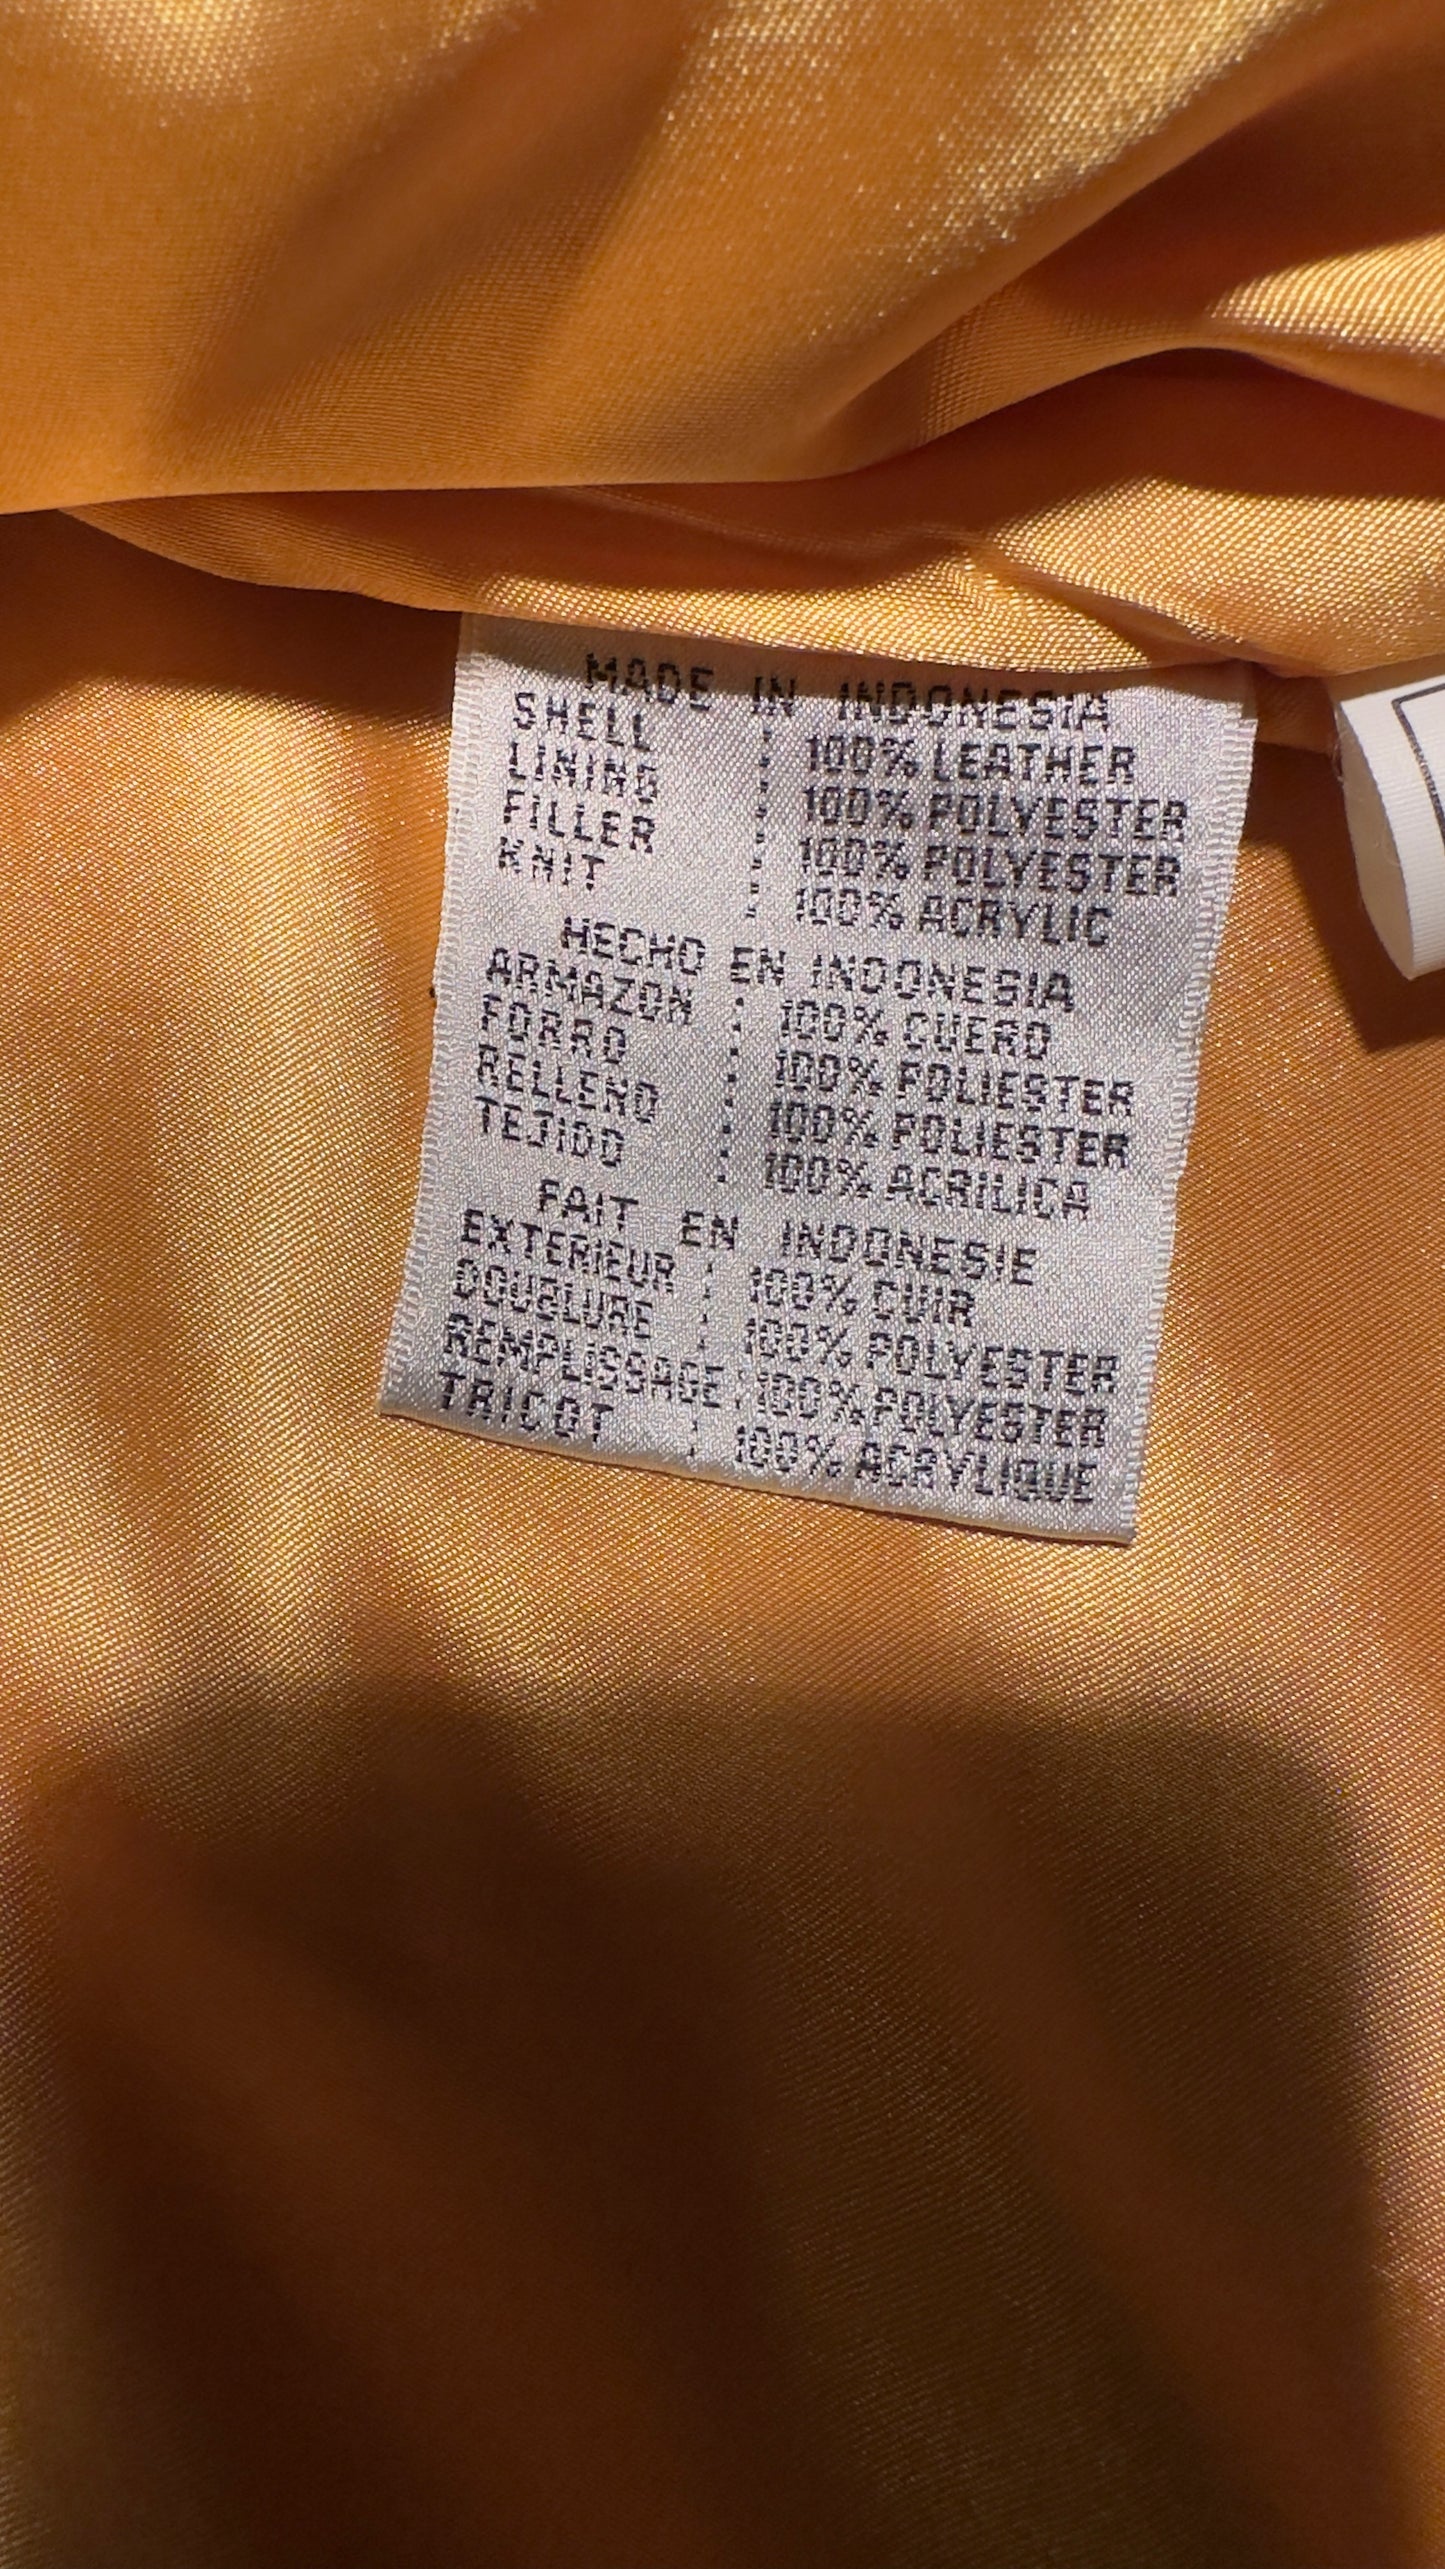 MADE IN INDONESIA
SHELL : 100% LEATHER
LINING : 100% POLYESTER
FILLER : 100% POLYESTER
KNIT : 100% ACRYLIC
HECHO EN INDONESIA
ARMAZON : 100% CUERO
FORRO : 100% POLIESTER
RELLENO : 100% POLIESTER
TEJIDO : 100% ACRILICA
FAIT EN INDONESIE
EXTERIEUR : 100% CUIR
DOUBLURE : 100% POLYESTER
REMPLISSAGE : 100% POLYESTER
TRICOT : 100% ACRYLIQUE